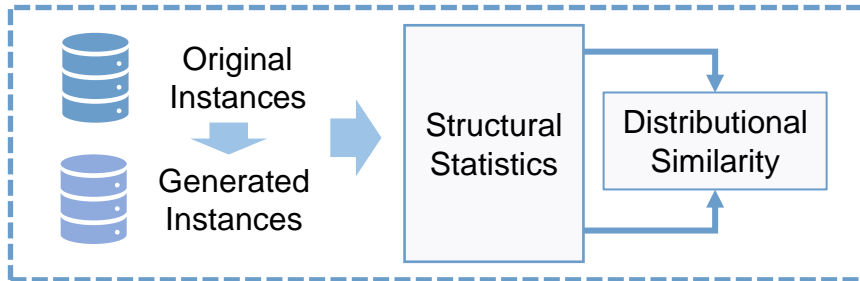 Original
Instances
Generated
Instances
Structural
Statistics
Distributional
Similarity